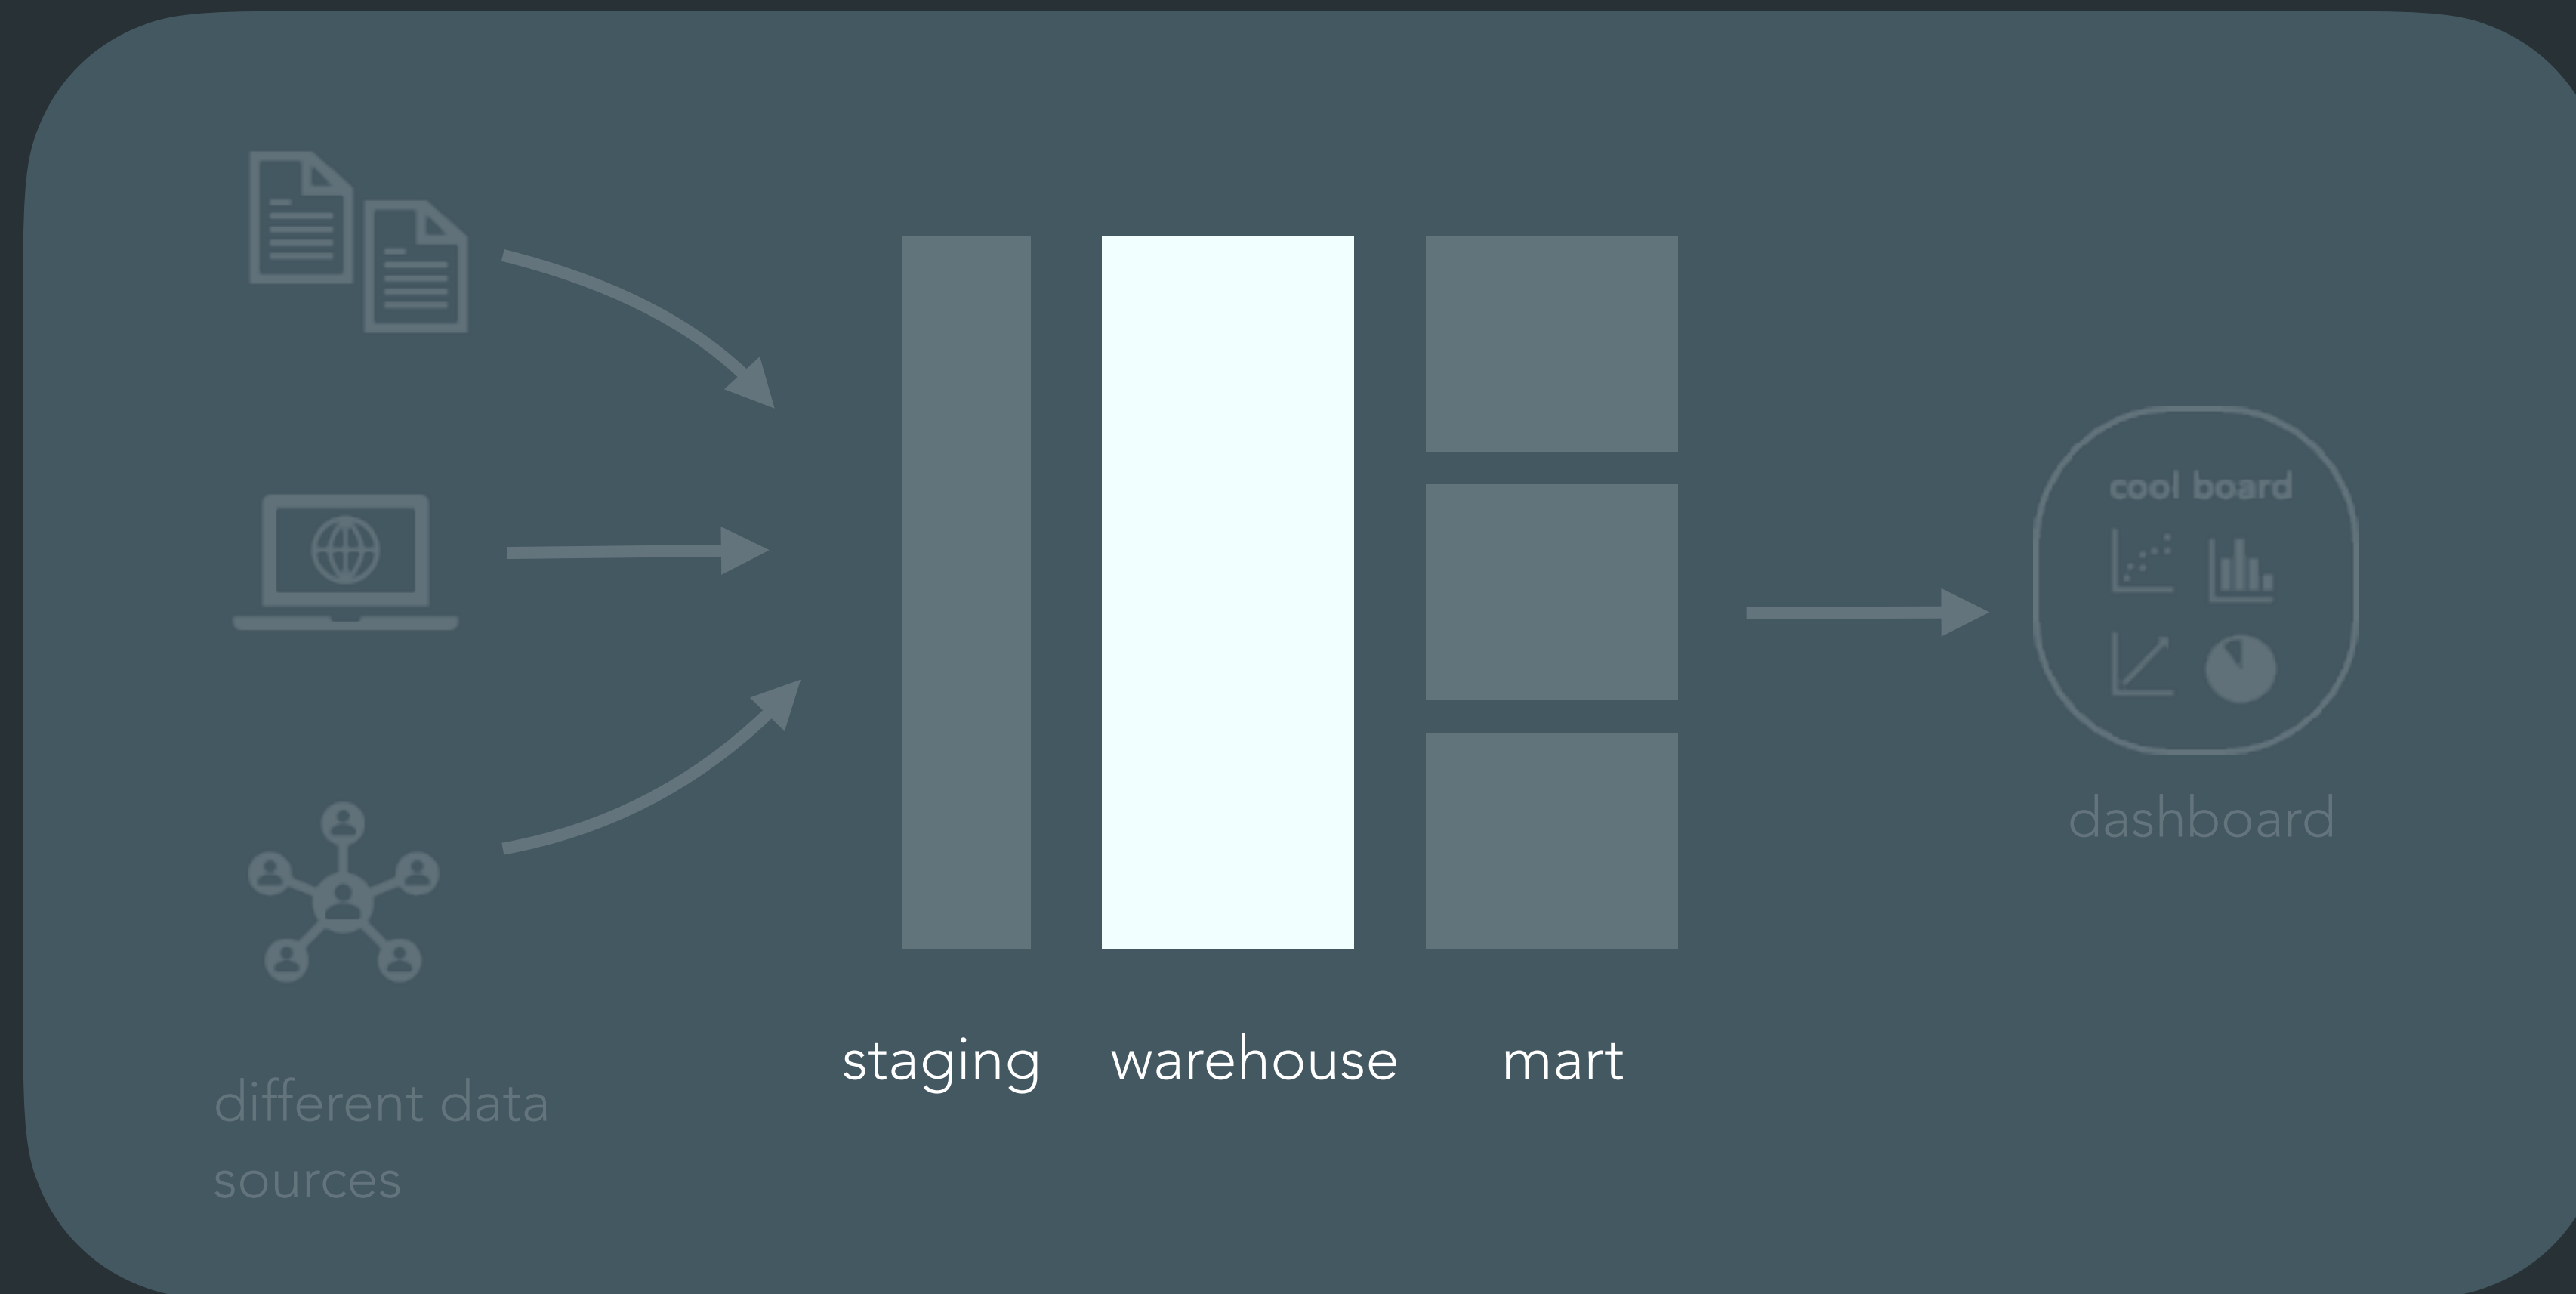 cool board
dashboard
staging
warehouse
mart
different data
sources